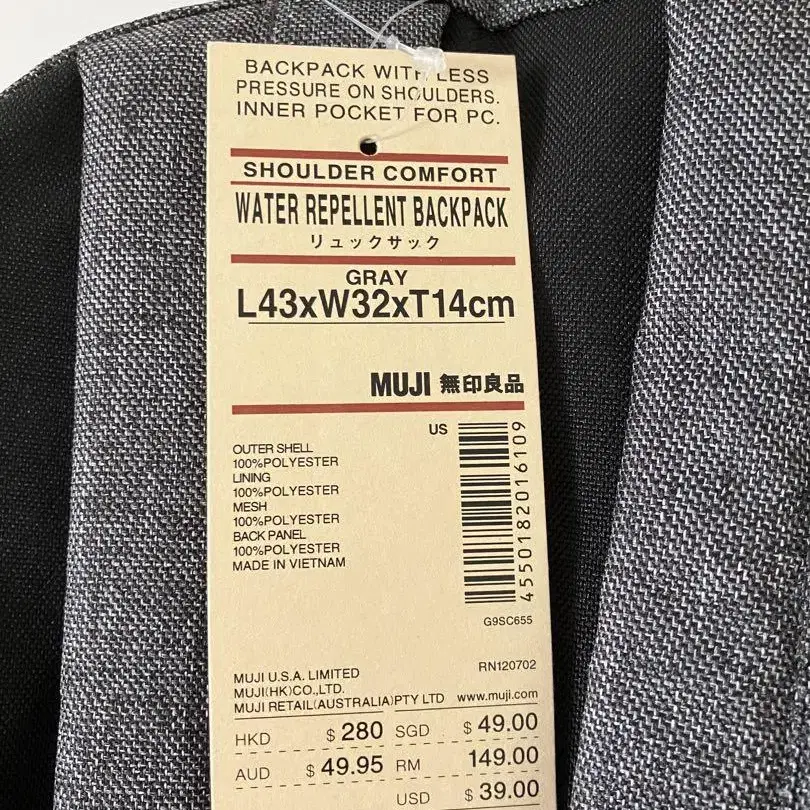 BACKPACK WITH LESS
PRESSURE ON SHOULDERS.
INNER POCKET FOR PC.
SHOULDER COMFORT
WATER REPELLENT BACKPACK
リュックサック
GRAY
L43xW32xT14cm
MUJI 無印良品
US
OUTER SHELL
100%POLYESTER
LINING
100%POLYESTER
MESH
100%POLYESTER
BACK PANEL
100%POLYESTER
MADE IN VIETNAM
4550182016109
G9SC655
MUJI U.S.A. LIMITED RN120702
MUJI(HK)CO.,LTD.
MUJI RETAIL(AUSTRALIA)PTY LTD www.muji.com
HKD $ 280 SGD $ 49.00
AUD $ 49.95 RM 149.00
USD $ 39.00